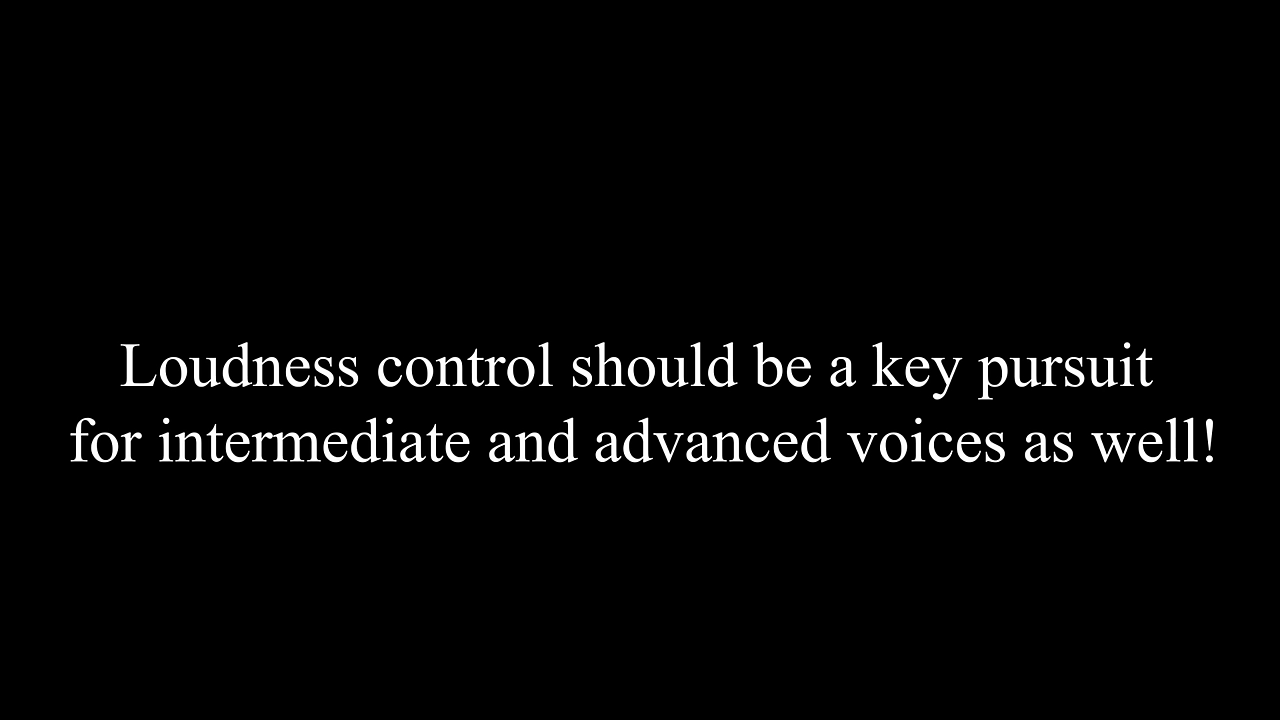 Loudness control should be a key pursuit
for intermediate and advanced voices as well!